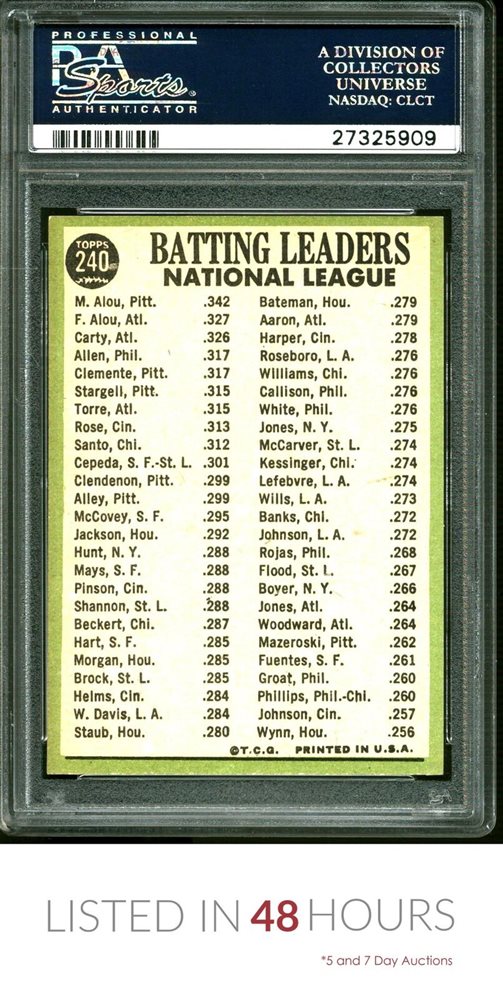 PROFESSIONAL
PSA
Sports
AUTHENTICATOR
A DIVISION OF
COLLECTORS
UNIVERSE
NASDAQ: CLCT
27325909
TOPPS
240
BATTING LEADERS
NATIONAL LEAGUE
M. Alou, Pitt. .342
F. Alou, Atl. .327
Carty, Atl. .326
Allen, Phil. .317
Clemente, Pitt. .317
Stargell, Pitt. .315
Torre, Atl. .315
Rose, Cin. .313
Santo, Chi. .312
Cepeda, S. F.-St. L. .301
Clendenon, Pitt. .299
Alley, Pitt. .299
McCovey, S. F. .295
Jackson, Hou. .292
Hunt, N. Y. .288
Mays, S. F. .288
Pinson, Cin. .288
Shannon, St. L. .288
Beckert, Chi. .287
Hart, S. F. .285
Morgan, Hou. .285
Brock, St. L. .285
Helms, Cin. .284
W. Davis, L. A. .284
Staub, Hou. .280
Bateman, Hou. .279
Aaron, Atl. .279
Harper, Cin. .278
Roseboro, L. A. .276
Williams, Chi. .276
Callison, Phil. .276
White, Phil. .276
Jones, N. Y. .275
McCarver, St. L. .274
Kessinger, Chi. .274
Lefebvre, L. A. .274
Wills, L. A. .273
Banks, Chi. .272
Johnson, L. A. .272
Rojas, Phil. .268
Flood, St. L. .267
Boyer, N. Y. .266
Jones, Atl. .264
Woodward, Atl. .264
Mazeroski, Pitt. .262
Fuentes, S. F. .261
Groat, Phil. .260
Phillips, Phil.-Chi. .260
Johnson, Cin. .257
Wynn, Hou. .256
©T.C.G. PRINTED IN U.S.A.
LISTED IN 48 HOURS
*5 and 7 Day Auctions